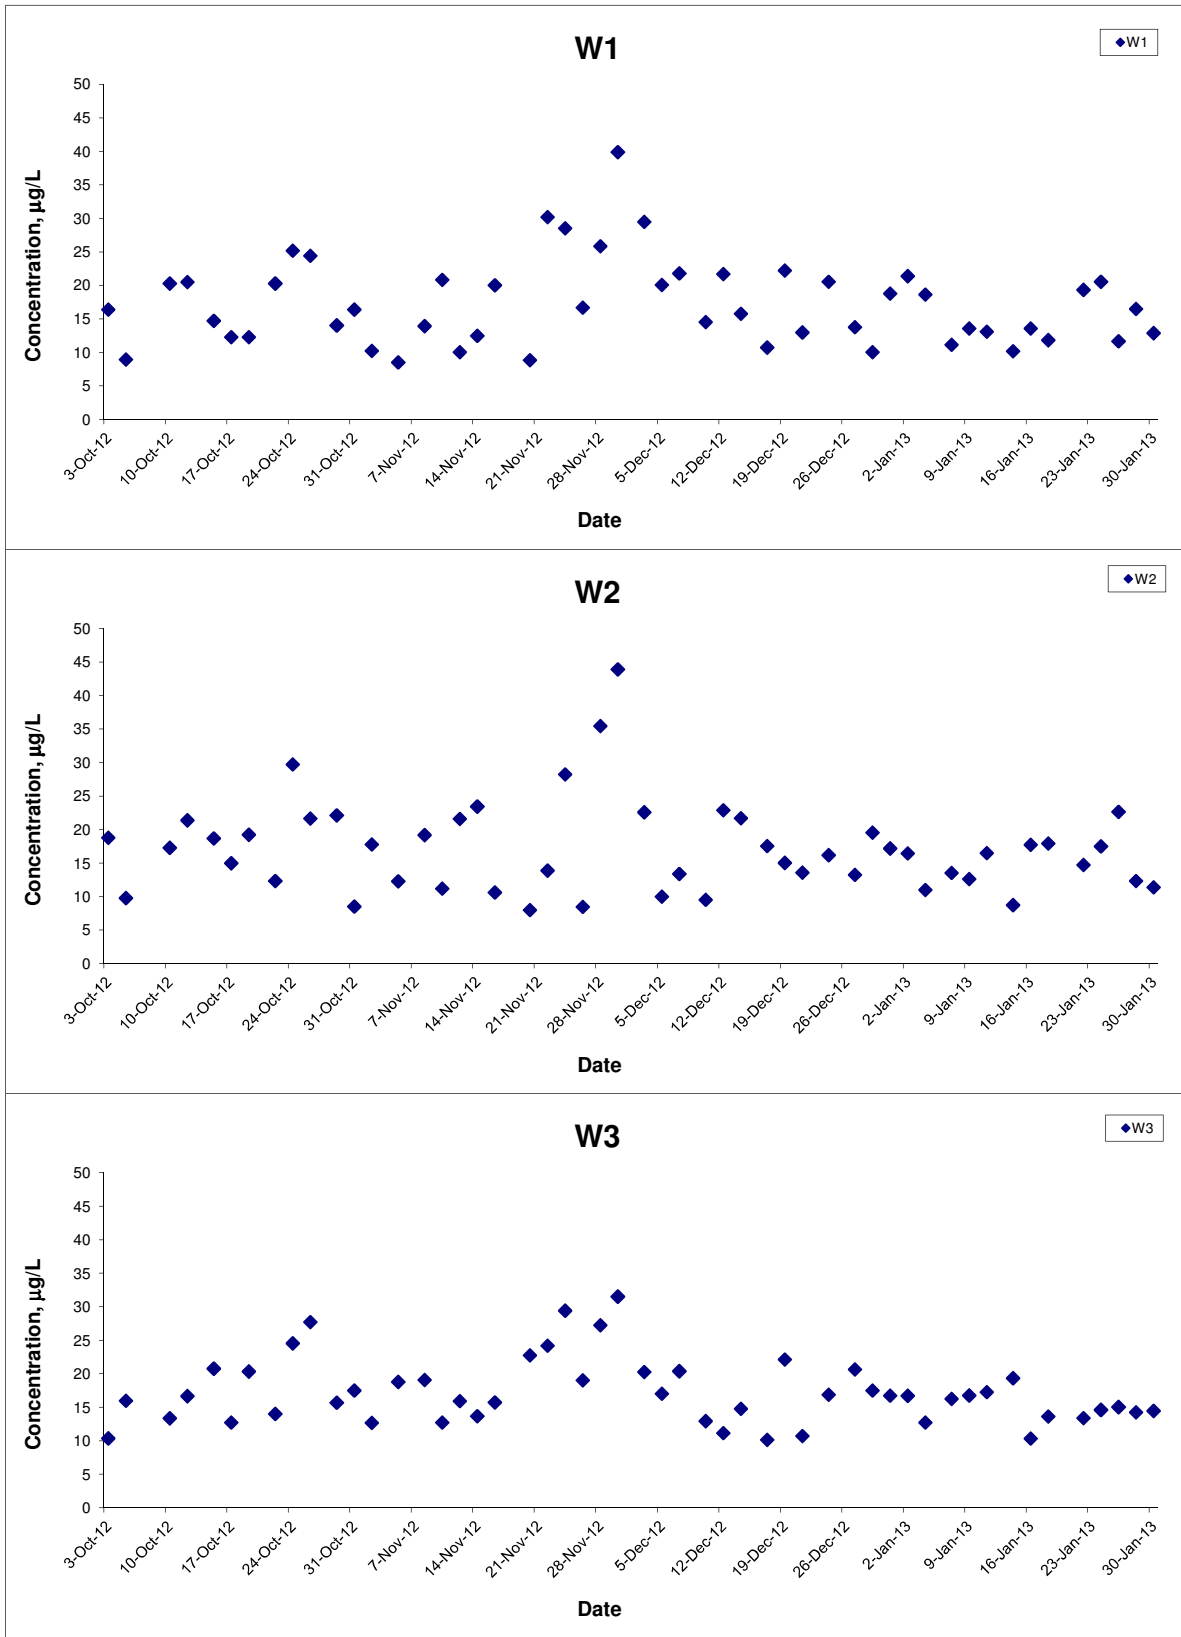 W1
W1
50
45
40
35
30
25
20
15
10
5
0
Concentration, µg/L
3-Oct-12
10-Oct-12
17-Oct-12
24-Oct-12
31-Oct-12
7-Nov-12
14-Nov-12
21-Nov-12
28-Nov-12
5-Dec-12
12-Dec-12
19-Dec-12
26-Dec-12
2-Jan-13
9-Jan-13
16-Jan-13
23-Jan-13
30-Jan-13
Date
W2
W2
50
45
40
35
30
25
20
15
10
5
0
Concentration, µg/L
3-Oct-12
10-Oct-12
17-Oct-12
24-Oct-12
31-Oct-12
7-Nov-12
14-Nov-12
21-Nov-12
28-Nov-12
5-Dec-12
12-Dec-12
19-Dec-12
26-Dec-12
2-Jan-13
9-Jan-13
16-Jan-13
23-Jan-13
30-Jan-13
Date
W3
W3
50
45
40
35
30
25
20
15
10
5
0
Concentration, µg/L
3-Oct-12
10-Oct-12
17-Oct-12
24-Oct-12
31-Oct-12
7-Nov-12
14-Nov-12
21-Nov-12
28-Nov-12
5-Dec-12
12-Dec-12
19-Dec-12
26-Dec-12
2-Jan-13
9-Jan-13
16-Jan-13
23-Jan-13
30-Jan-13
Date